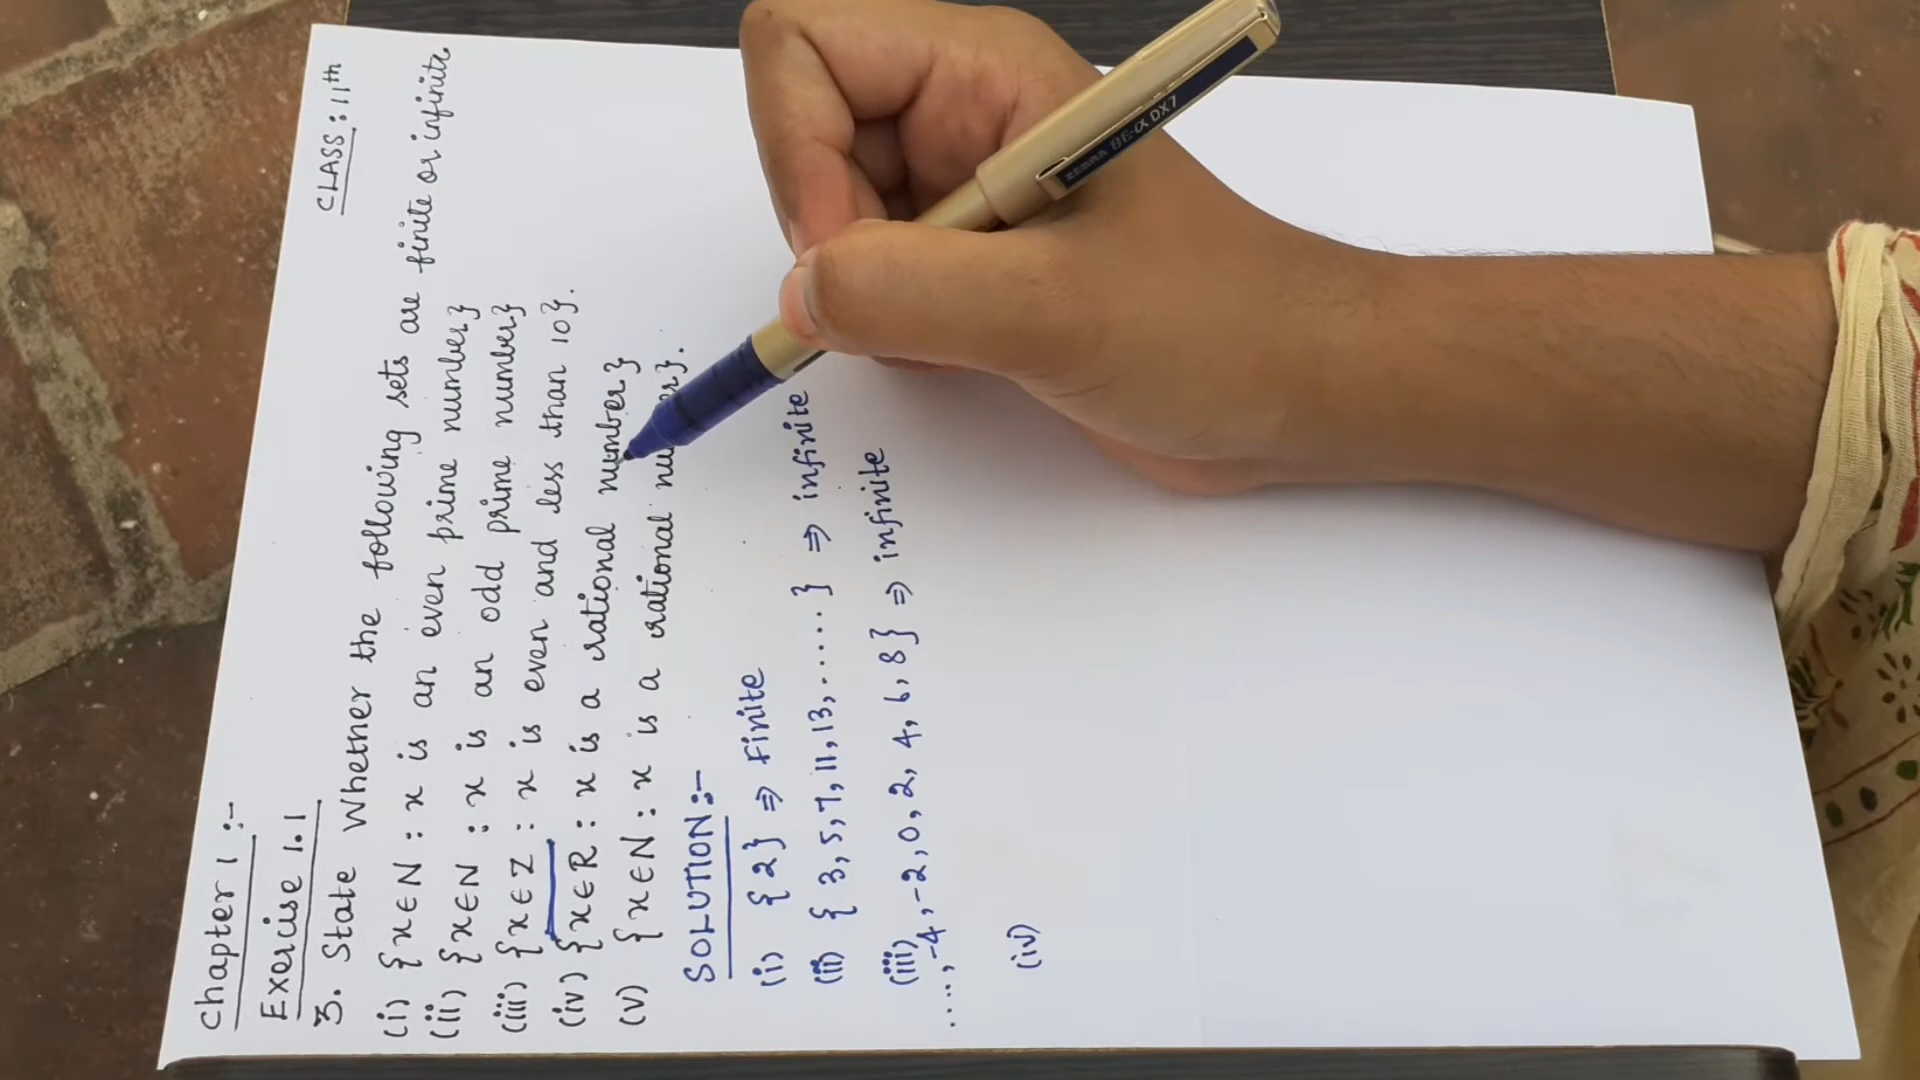 CLASS : 11th
Chapter 1 :-
Exercise 1.1
3. State Whether the following sets are finite or infinite
(i) {x∈N : x is an even prime number}
(ii) {x∈N : x is an odd prime number}
(iii) {x∈Z : x is even and less than 10}.
(iv) {x∈R : x is a rational number}
(v) {x∈N : x is a rational number}.
SOLUTION :-
(i) {2} ⇒ Finite
(ii) {3, 5, 7, 11, 13, ......} ⇒ infinite
(iii) ...., -4, -2, 0, 2, 4, 6, 8} ⇒ infinite
(iv)
ZEBRA BE-α DX7